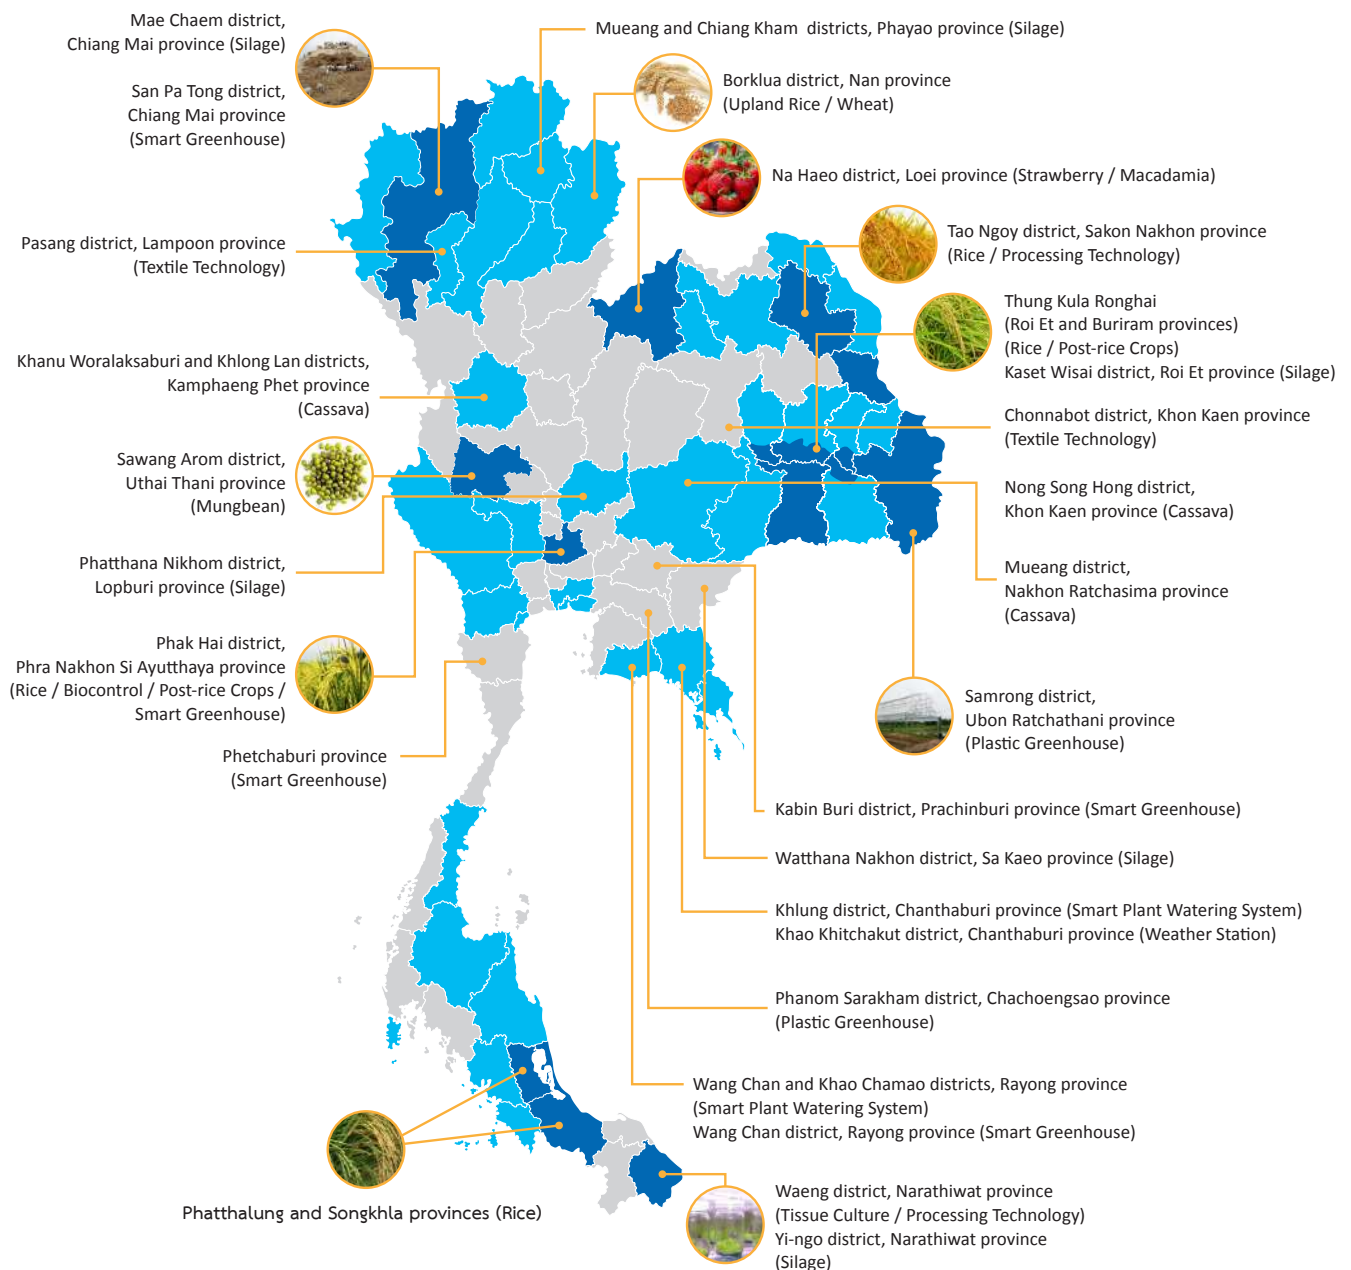 Mae Chaem district,
Chiang Mai province (Silage)
San Pa Tong district,
Chiang Mai province
(Smart Greenhouse)
Pasang district, Lampoon province
(Textile Technology)
Khanu Woralaksaburi and Khlong Lan districts,
Kamphaeng Phet province
(Cassava)
Sawang Arom district,
Uthai Thani province
(Mungbean)
Phatthana Nikhom district,
Lopburi province (Silage)
Phak Hai district,
Phra Nakhon Si Ayutthaya province
(Rice / Biocontrol / Post-rice Crops /
Smart Greenhouse)
Phetchaburi province
(Smart Greenhouse)
Phatthalung and Songkhla provinces (Rice)
Mueang and Chiang Kham districts, Phayao (Silage)
Borklua district, Nan province
(Upland Rice / Wheat)
Na Haeo district, Loei province (Strawberry / Macadamia)
Tao Ngoy district, Sakon Nakhon province
(Rice / Processing Technology)
Thung Kula Ronghai
(Roi Et and Buriram provinces)
(Rice / Post-rice Crops)
Kaset Wisai district, Roi Et province (Silage)
Chonnabot district, Khon Kaen province
(Textile Technology)
Nong Song Hong district,
Khon Kaen province (Cassava)
Mueang district,
Nakhon Ratchasima province
(Cassava)
Samrong district,
Ubon Ratchathani province
(Plastic Greenhouse)
Kabin Buri district, Prachinburi province (Smart Greenhouse)
Watthana Nakhon district, Sa Kaeo province (Silage)
Khlung district, Chanthaburi province (Smart Plant Watering System)
Khao Khitchakut district, Chanthaburi province (Weather Station)
Phanom Sarakham district, Chachoengsao province
(Plastic Greenhouse)
Wang Chan and Khao Chamao districts, Rayong province
(Smart Plant Watering System)
Wang Chan district, Rayong province (Smart Greenhouse)
Waeng district, Narathiwat province
(Tissue Culture / Processing Technology)
Yi-ngo district, Narathiwat province
(Silage)